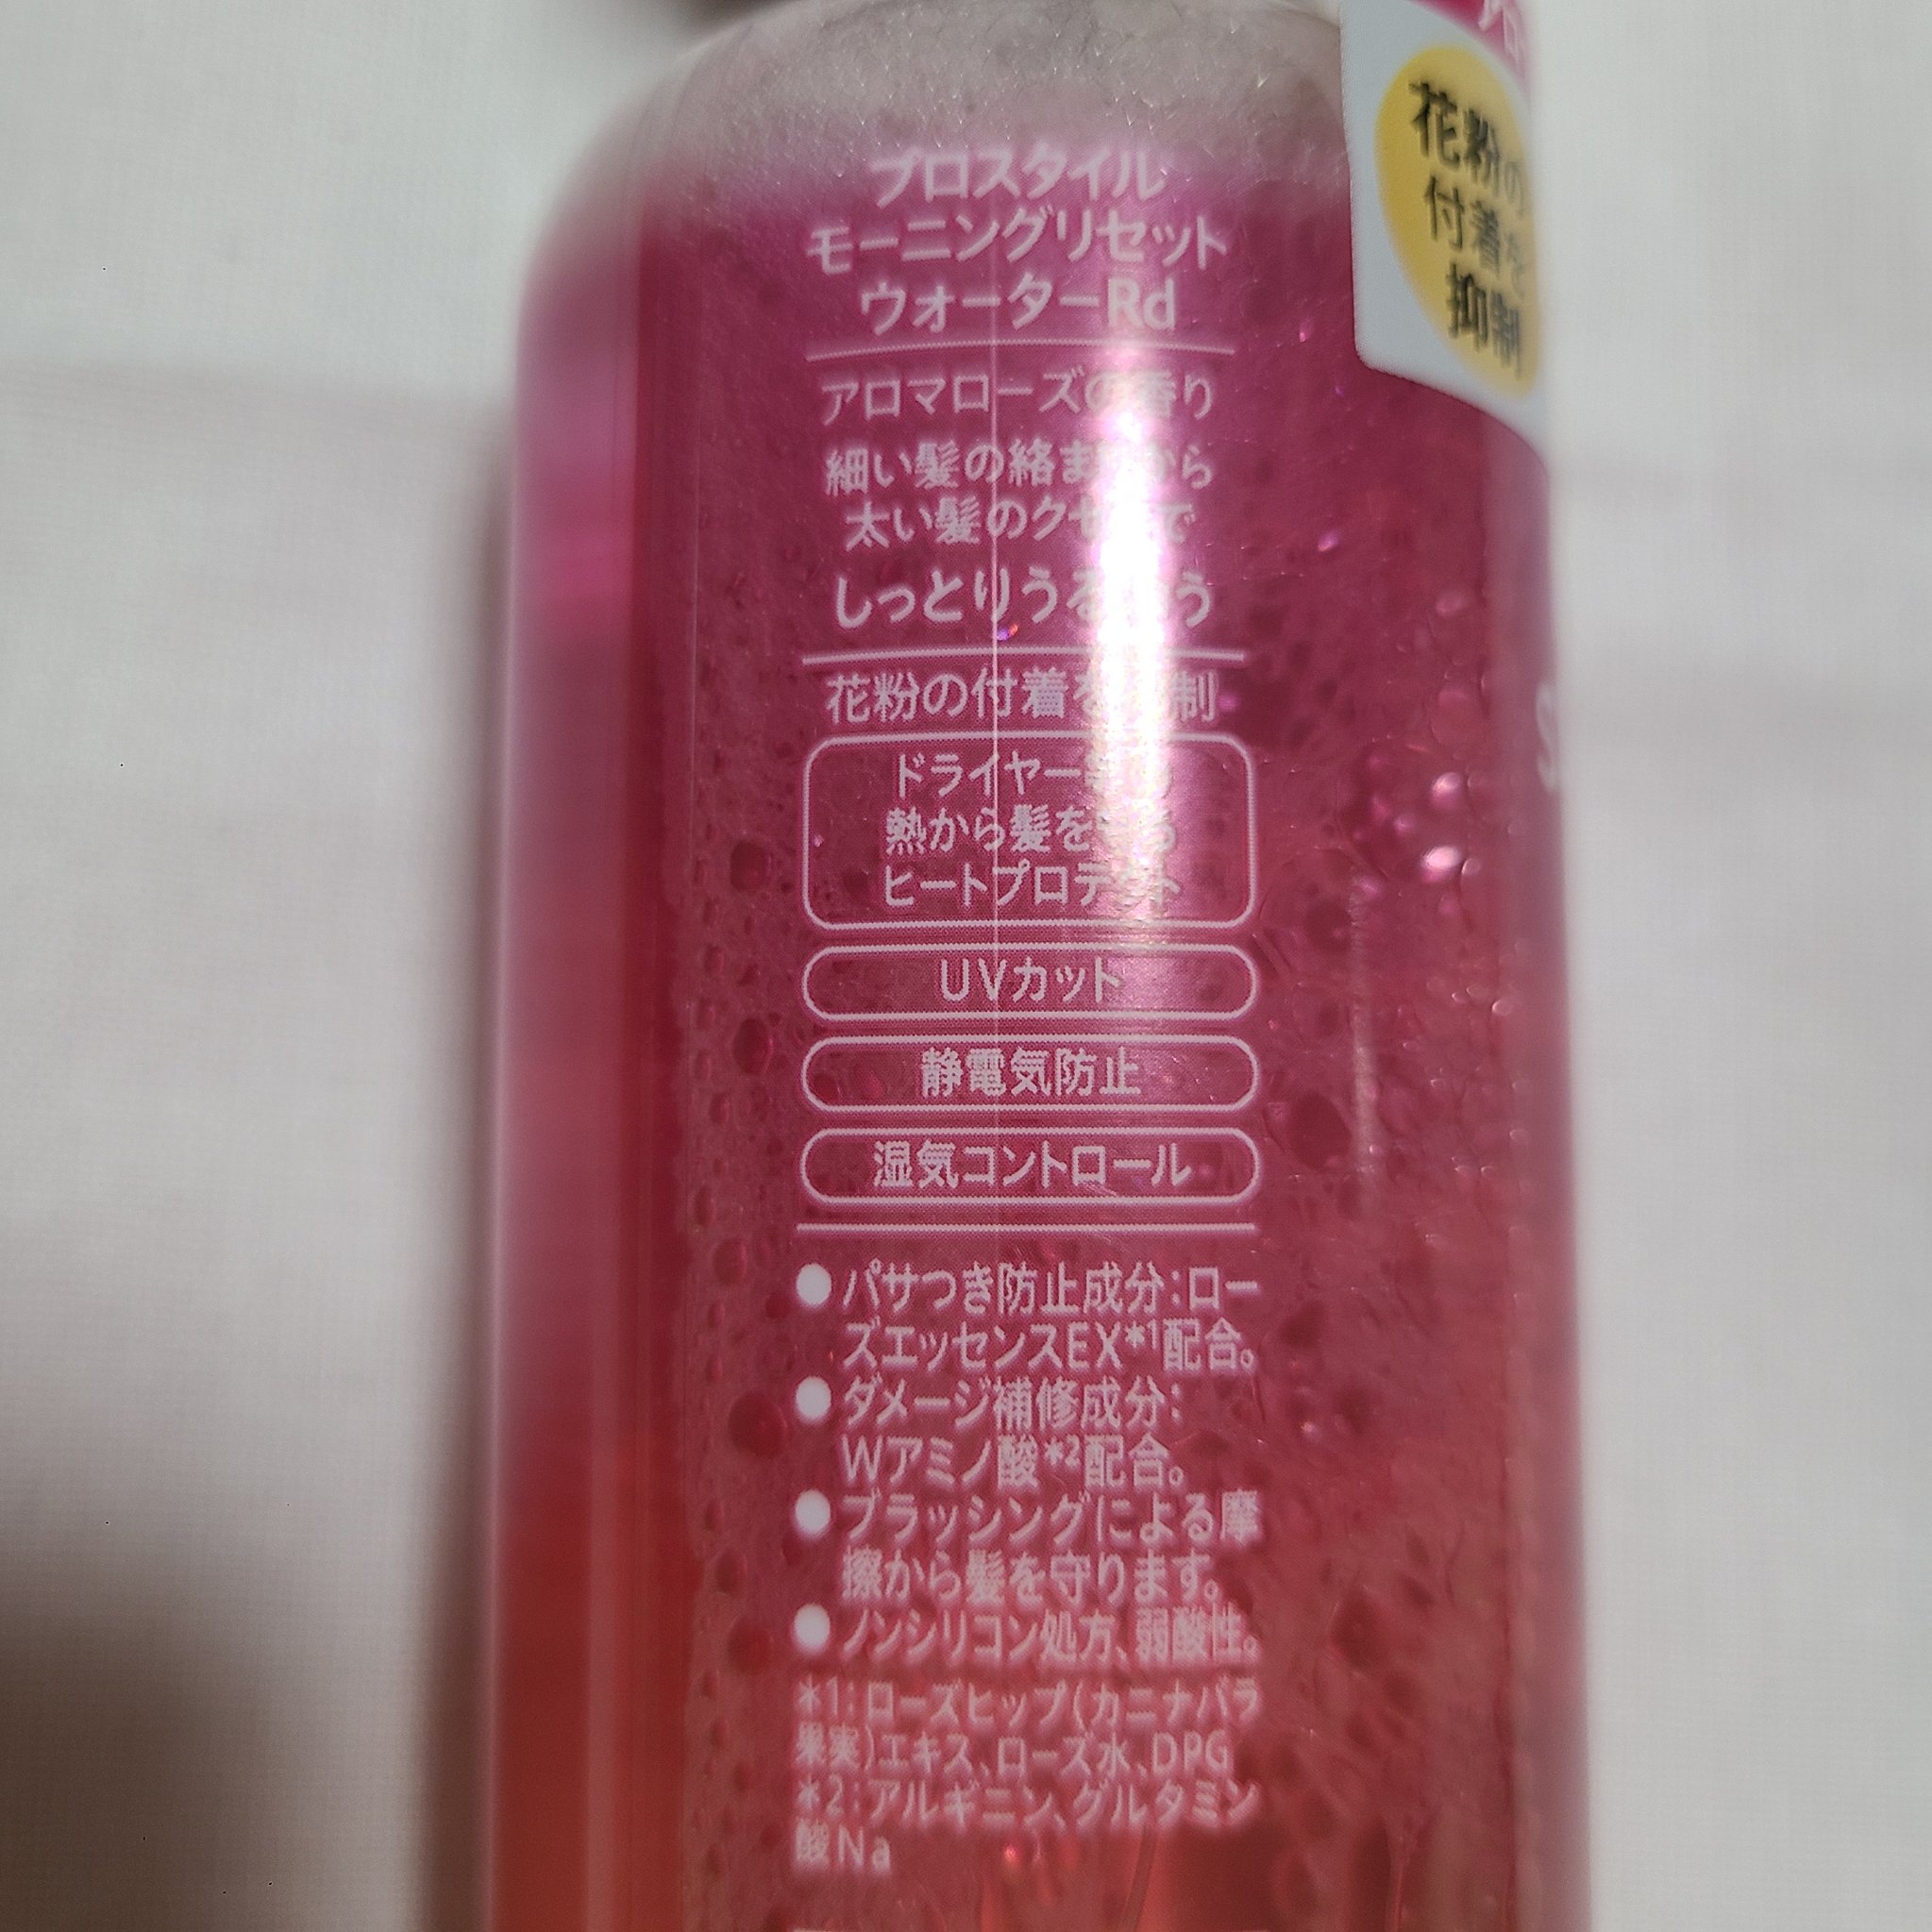 プロスタイル
モーニングリセット
ウォーターRd
アロマローズの香り
細い髪の絡ま から
太い髪のクセ で
しっとりうる う
花粉の付着を 制
ドライヤー
熱から髪を る
ヒートプロテクト
UVカット
静電気防止
湿気コントロール
●パサつき防止成分:ロー
ズエッセンスEX*1配合。
●ダメージ補修成分:
Wアミノ酸*2配合。
●ブラッシングによる摩
擦から髪を守ります。
●ノンシリコン処方、弱酸性。
*1:ローズヒップ(カニナバラ
果実)エキス、ローズ水、DPG
*2:アルギニン、グルタミン
酸Na
花粉の
付着を
抑制